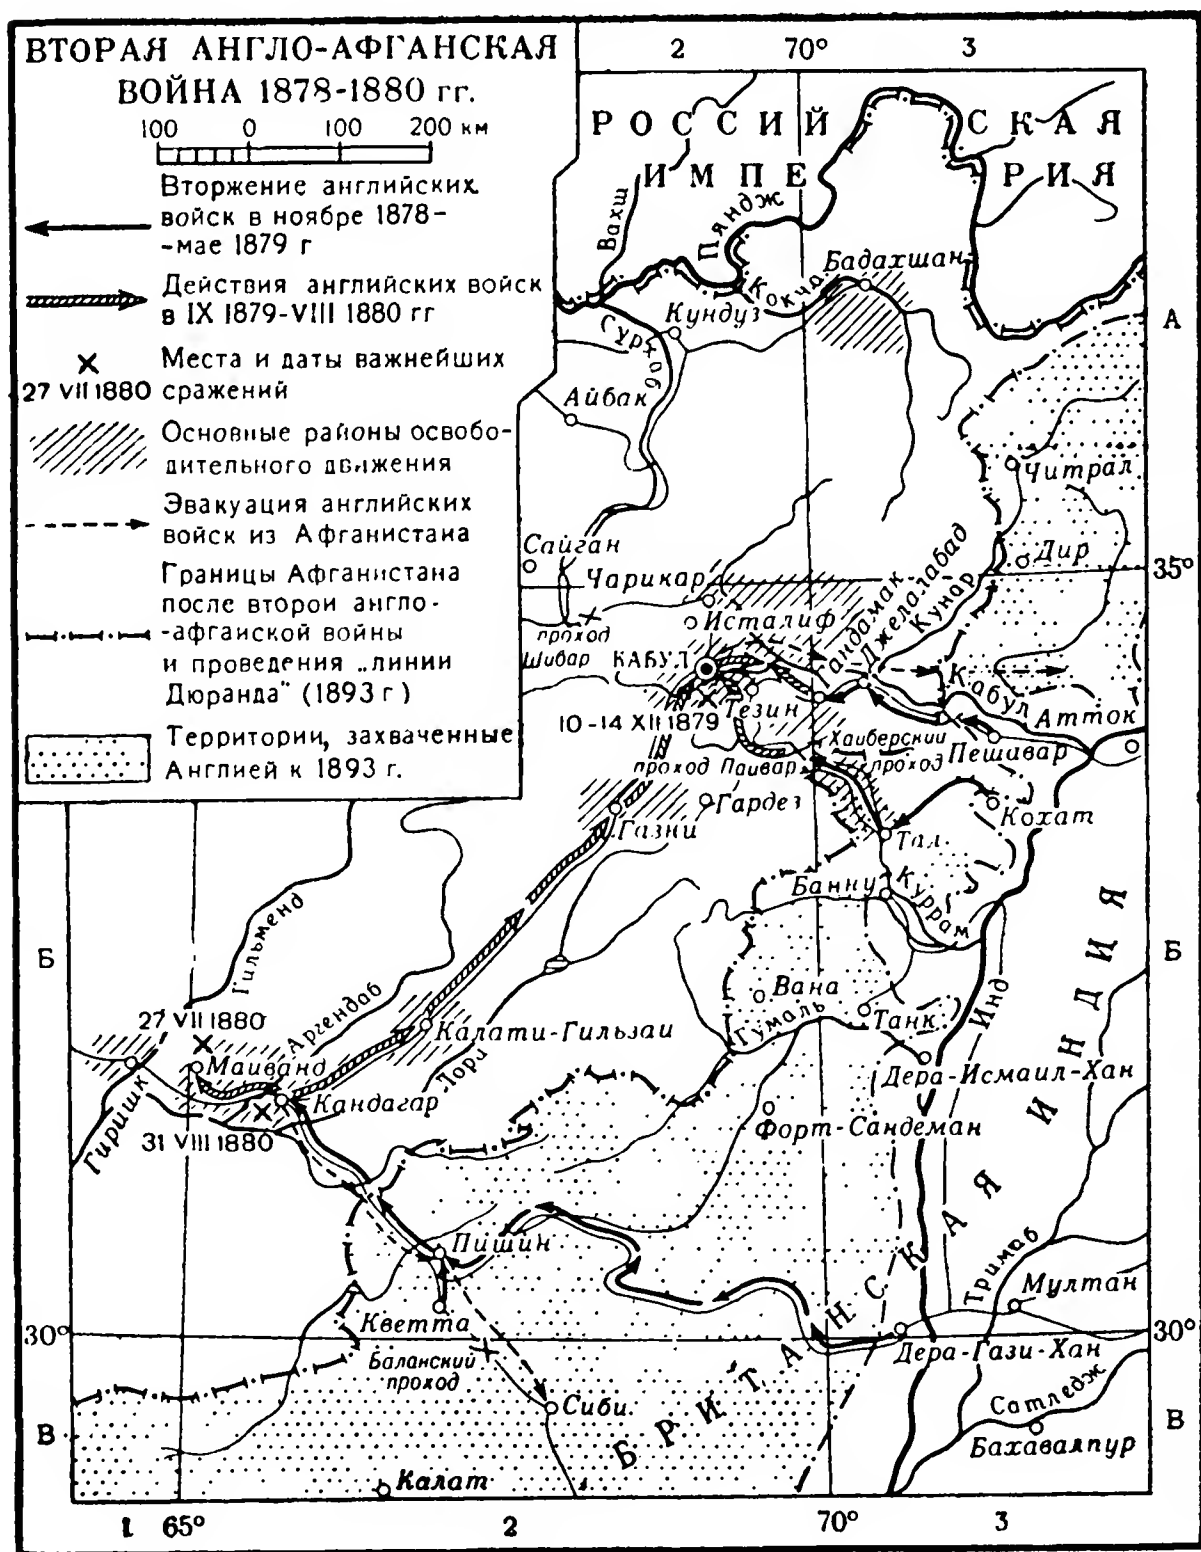 ВТОРАЯ АНГЛО-АФГАНСКАЯ
ВОЙНА 1878-1880 гг.
100 0 100 200 км
Вторжение английских
войск в ноябре 1878-
-мае 1879 г
Действия английских войск
в IX 1879-VIII 1880 гг
Места и даты важнейших
27 VII 1880 сражений
Основные районы освобо-
дительного движения
Эвакуация английских
войск из Афганистана
Границы Афганистана
после второй англо-
-афганской войны
и проведения „линии
Дюранда" (1893 г)
Территории, захваченные
Англией к 1893 г.
2 70° 3
РОССИЙСКАЯ
ИМПЕРИЯ
Вахш
Пяндж
Кокча
Бадахшан
Кундуз
Сурхаб
А
Айбак
Читрал
Сайган
Дир
35°
Чарикар
Исталиф
проход
Шибар
КАБУЛ
Гандамак
Джелалабад
Кунар
Кабул
Тезин
10-14 XII 1879
Атток
Хайберский
проход
Пешавар
проход Пайвар
Гардез
Газни
Кохат
Тал
Банну
Куррам
Б
Гильменд
Б
Вана
Танк
Гумаль
Инд
27 VII 1880
Аргендаб
Калати-Гильзаи
Лора
Маиванд
Кандагар
Дера-Исмаил-Хан
Форт-Сандеман
31 VIII 1880
Гиришк
Пишин
Кветта
Тримаб
Мултан
30°
30°
Дера-Гази-Хан
Баланский
проход
Сиби
Сатледж
В
В
Бахавалпур
БРИТАНСКАЯ ИНДИЯ
Калат
1 65° 2 70° 3